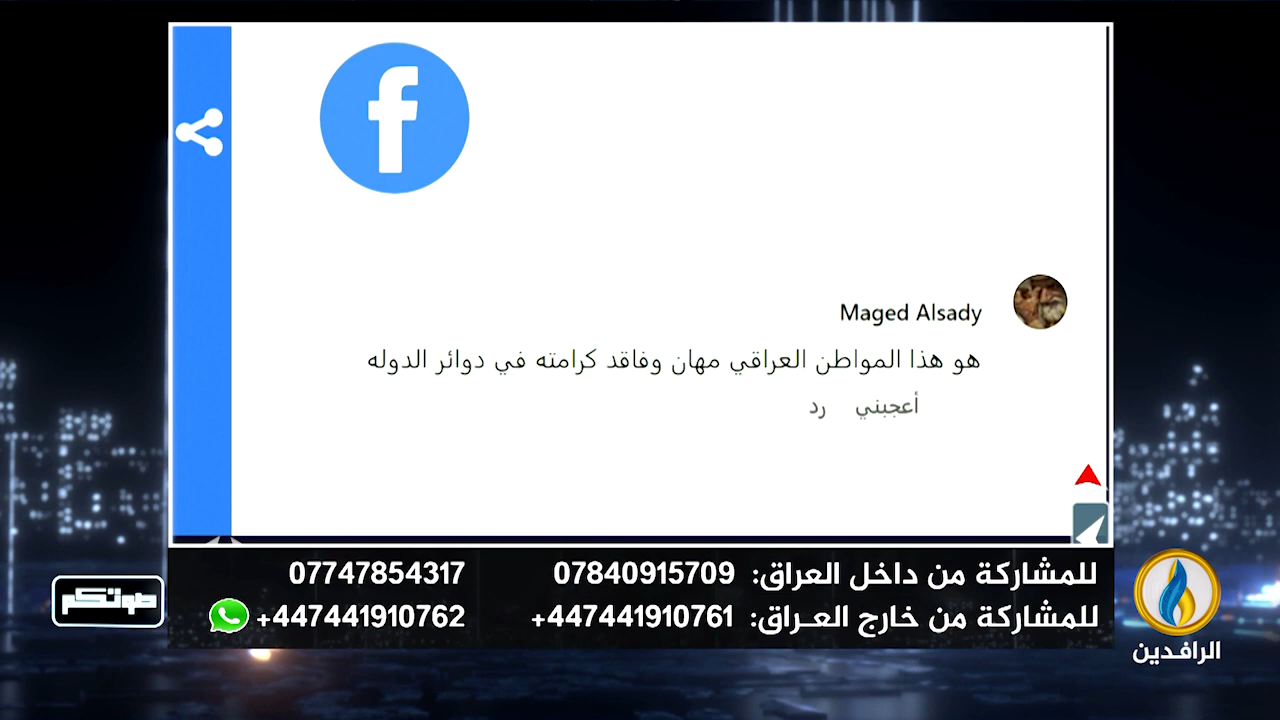 Maged Alsady
هو هذا المواطن العراقي مهان وفاقد كرامته في دوائر الدوله
أعجبني رد
للمشاركة من داخل العراق: 07840915709 07747854317
للمشاركة من خارج العـراق: 447441910761+ 447441910762+
صوتكم
الرافدين